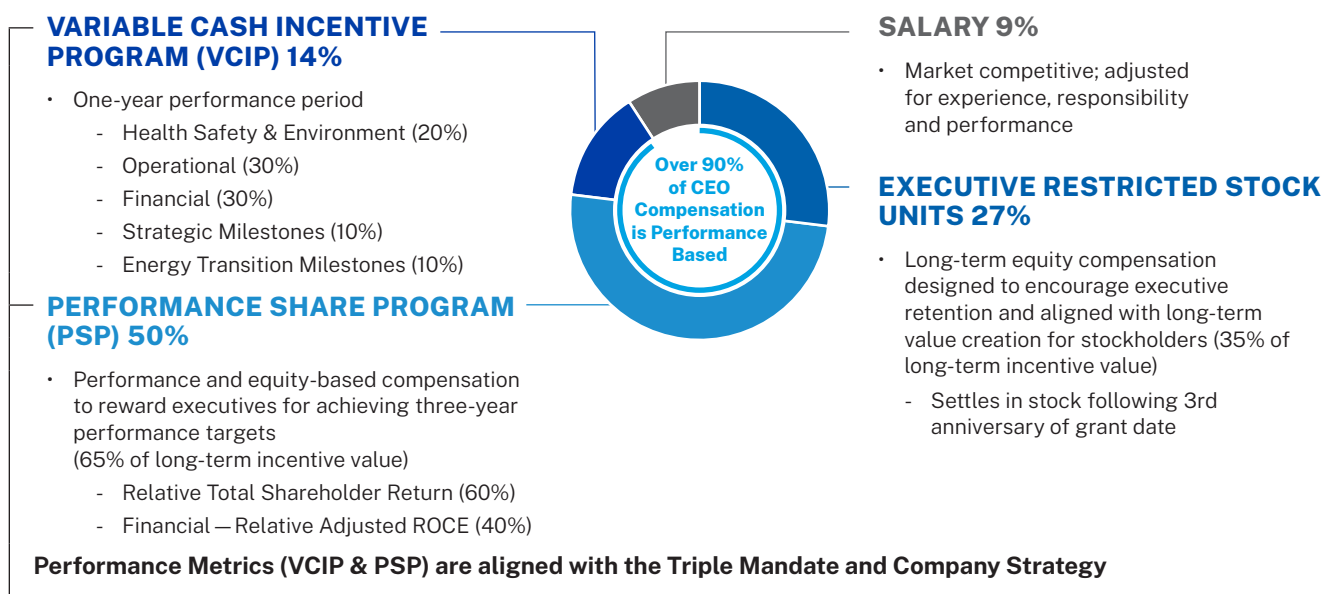 VARIABLE CASH INCENTIVE
PROGRAM (VCIP) 14%
• One-year performance period
- Health Safety & Environment (20%)
- Operational (30%)
- Financial (30%)
- Strategic Milestones (10%)
- Energy Transition Milestones (10%)
PERFORMANCE SHARE PROGRAM
(PSP) 50%
• Performance and equity-based compensation
to reward executives for achieving three-year
performance targets
(65% of long-term incentive value)
- Relative Total Shareholder Return (60%)
- Financial — Relative Adjusted ROCE (40%)
Over 90%
of CEO
Compensation
is Performance
Based
SALARY 9%
• Market competitive; adjusted
for experience, responsibility
and performance
EXECUTIVE RESTRICTED STOCK
UNITS 27%
• Long-term equity compensation
designed to encourage executive
retention and aligned with long-term
value creation for stockholders (35% of
long-term incentive value)
- Settles in stock following 3rd
anniversary of grant date
Performance Metrics (VCIP & PSP) are aligned with the Triple Mandate and Company Strategy